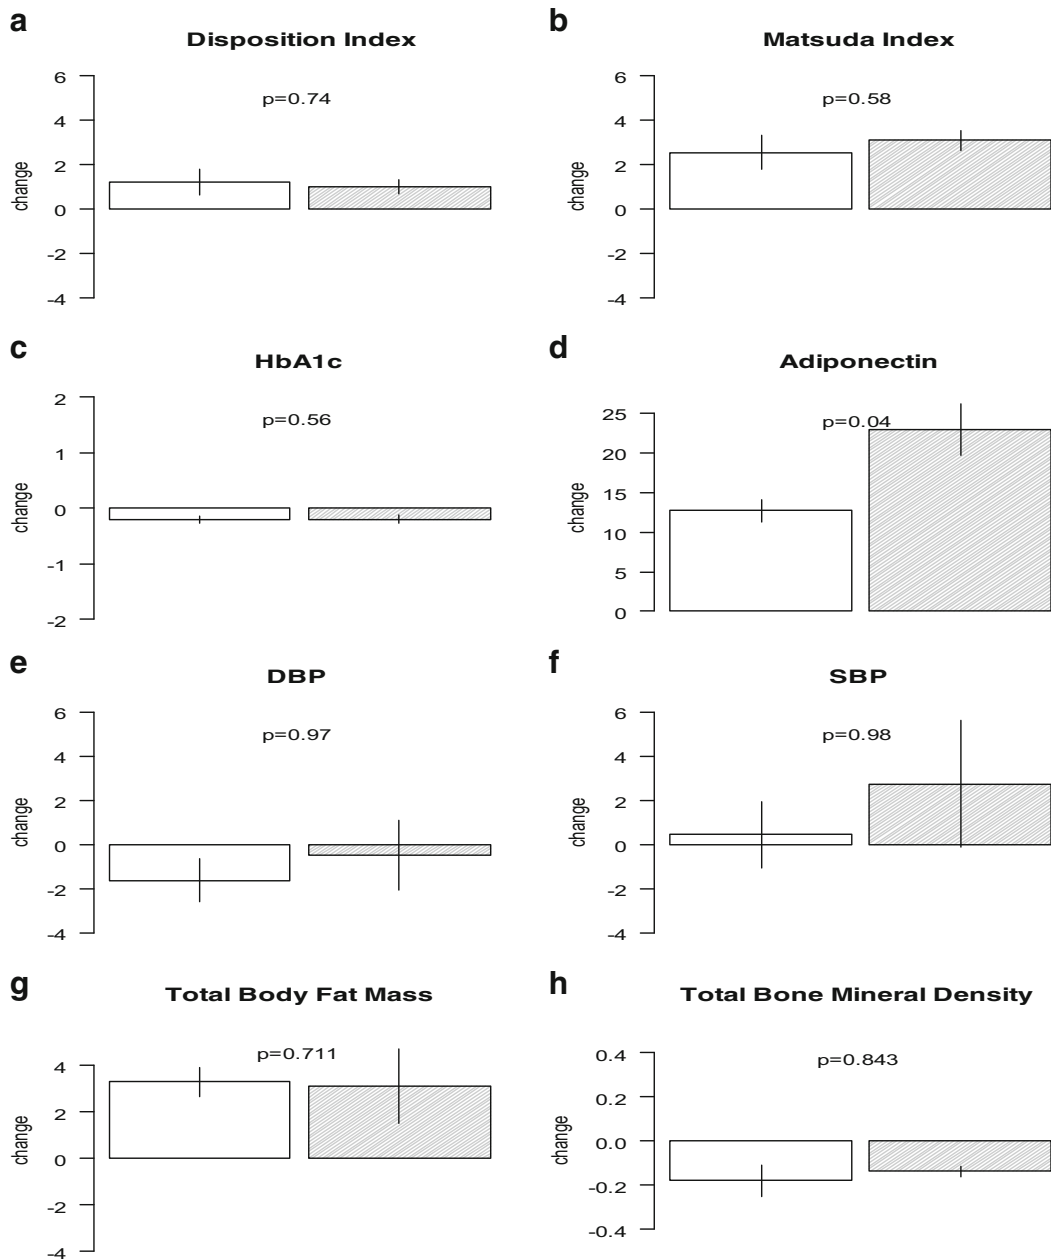 a
Disposition Index
p=0.74
6
4
2
0
-2
-4
change
b
Matsuda Index
p=0.58
6
4
2
0
-2
-4
change
c
HbA1c
p=0.56
2
1
0
-1
-2
change
d
Adiponectin
p=0.04
25
20
15
10
5
0
change
e
DBP
p=0.97
6
4
2
0
-2
-4
change
f
SBP
p=0.98
6
4
2
0
-2
-4
change
g
Total Body Fat Mass
p=0.711
4
2
0
-2
-4
change
h
Total Bone Mineral Density
p=0.843
0.4
0.2
0.0
-0.2
-0.4
change